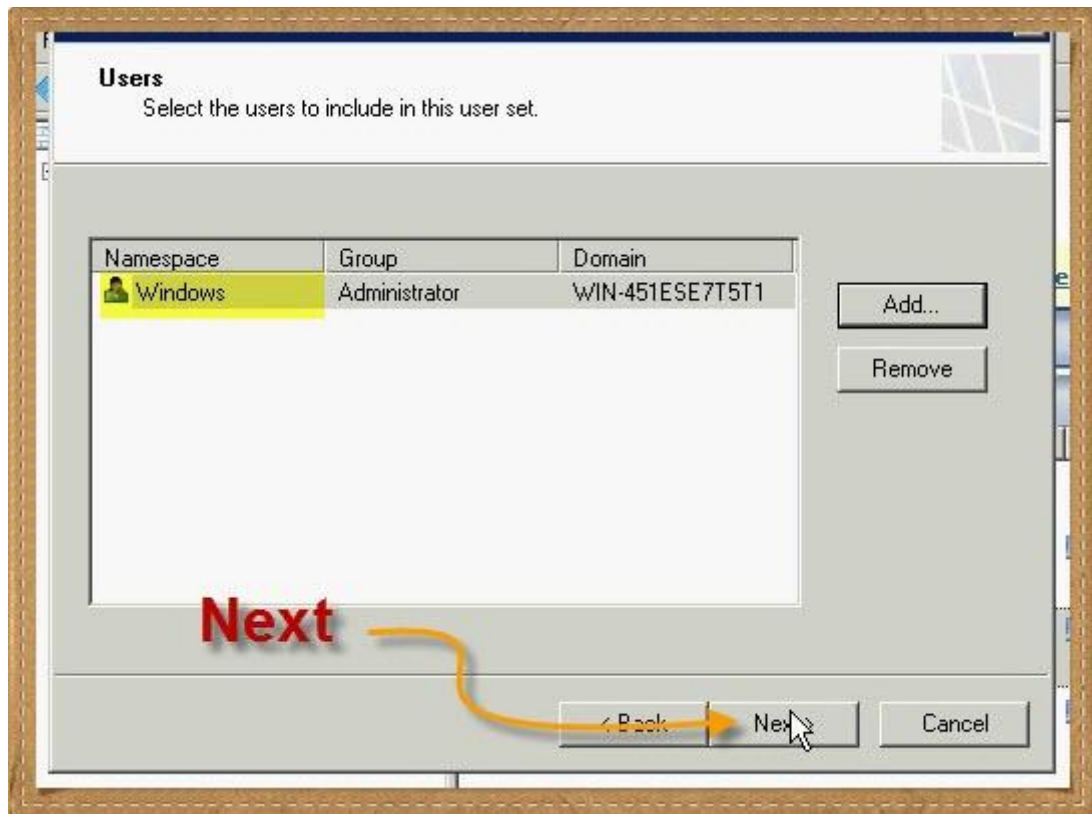 Users
Select the users to include in this user set.
Namespace Group Domain
Windows Administrator WIN-451ESE7T5T1
Add...
Remove
Next
< Back Next > Cancel